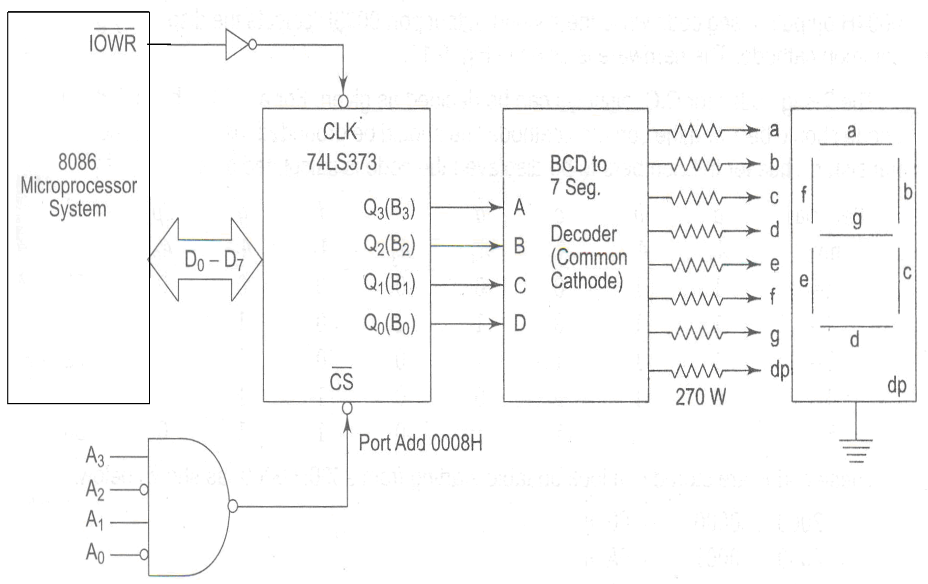 IOWR
8086
Microprocessor
System
D0 – D7
CLK
74LS373
Q3(B3)
Q2(B2)
Q1(B1)
Q0(B0)
CS
Port Add 0008H
A3
A2
A1
A0
BCD to
7 Seg.
Decoder
(Common
Cathode)
A
B
C
D
a
b
c
d
e
f
g
dp
270 W
a
f
b
g
e
c
d
dp